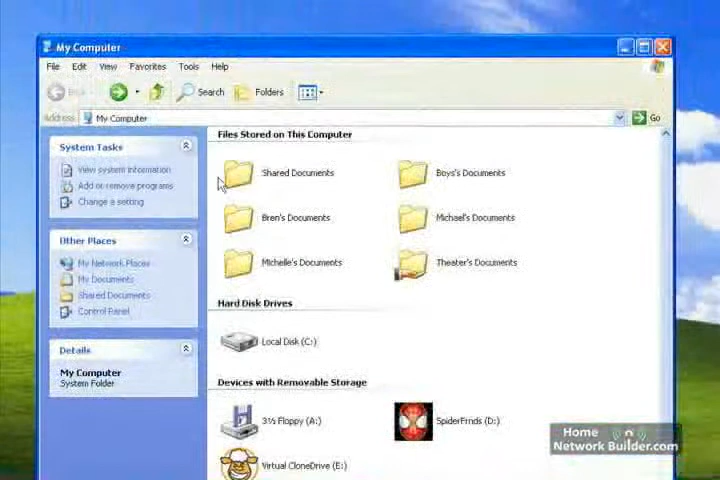 My Computer
File Edit View Favorites Tools Help
Back Search Folders
Address My Computer Go
System Tasks
View system information
Add or remove programs
Change a setting
Other Places
My Network Places
My Documents
Shared Documents
Control Panel
Details
My Computer
System Folder
Files Stored on This Computer
Shared Documents Boys's Documents
Bren's Documents Michael's Documents
Michelle's Documents Theater's Documents
Hard Disk Drives
Local Disk (C:)
Devices with Removable Storage
3½ Floppy (A:) SpiderFrnds (D:)
Virtual CloneDrive (E:)
Home
Network Builder.com